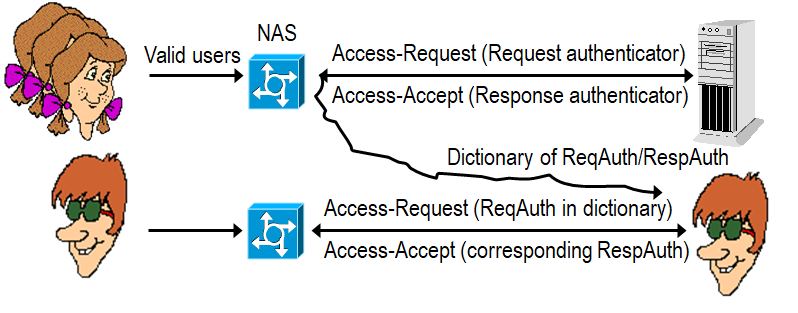 NAS
Valid users
Access-Request (Request authenticator)
Access-Accept (Response authenticator)
Dictionary of ReqAuth/RespAuth
Access-Request (ReqAuth in dictionary)
Access-Accept (corresponding RespAuth)